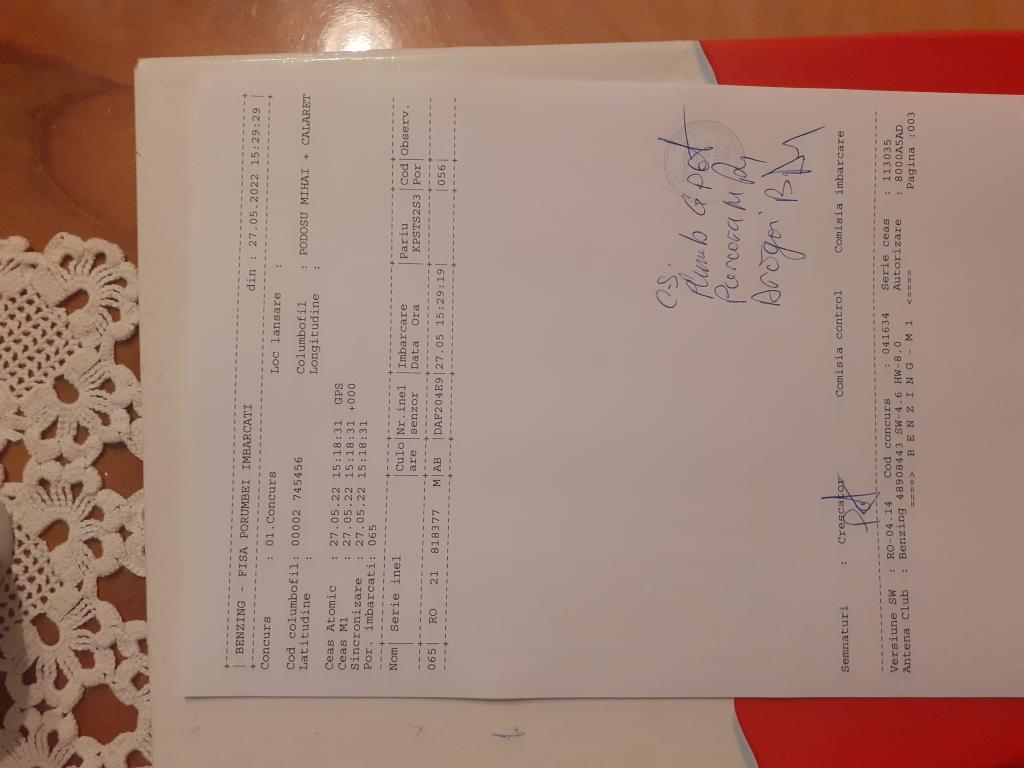 BENZING - FISA PORUMBEI IMBARCATI din : 27.05.2022 15:29:29
Concurs : 01.Concurs Loc lansare :
Cod columbofil: 00002 745456 Columbofil : PODOSU MIHAI + CALARET
Latitudine : Longitudine :
Ceas Atomic : 27.05.22 15:18:31 GPS
Ceas M1 : 27.05.22 15:18:31 +000
Sincronizare : 27.05.22 15:18:31
Por. imbarcati: 065
Nom | Serie inel |Culo|Nr.inel |Imbarcare |Pariu |Cod|Observ.
|are |senzor |Data Ora | KPSTS2S3|Por|
065| RO 21 818377 M|AB |DAF204E9|27.05 15:29:19| |056|
Semnaturi : Crescator Comisia control Comisia imbarcare
Versiune SW : RO-04.14 Cod concurs : 041634 Serie ceas : 113035
Antena Club : Benzing 48908443 SW-4.6 HW-8.0 Autorizare : 8000A5AD
====> B E N Z I N G - M 1 <==== Pagina :003